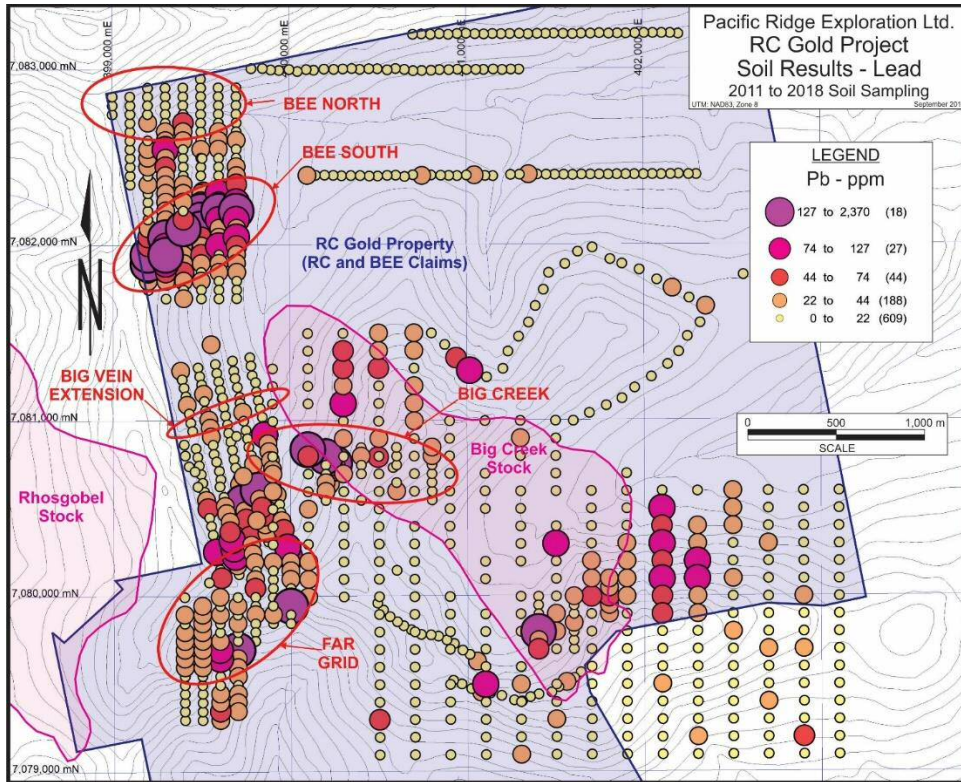 Pacific Ridge Exploration Ltd.
RC Gold Project
Soil Results - Lead
2011 to 2018 Soil Sampling
UTM: NAD83, Zone 8
LEGEND
Pb - ppm
127 to 2,370 (18)
74 to 127 (27)
44 to 74 (44)
22 to 44 (188)
0 to 22 (609)
0 500 1,000 m
SCALE
402,000 mE
7,083,000 mN
7,082,000 mN
7,081,000 mN
7,080,000 mN
7,079,000 mN
BEE NORTH
BEE SOUTH
N
RC Gold Property
(RC and BEE Claims)
BIG VEIN
EXTENSION
BIG CREEK
Big Creek
Stock
Rhosgobel
Stock
FAR
GRID